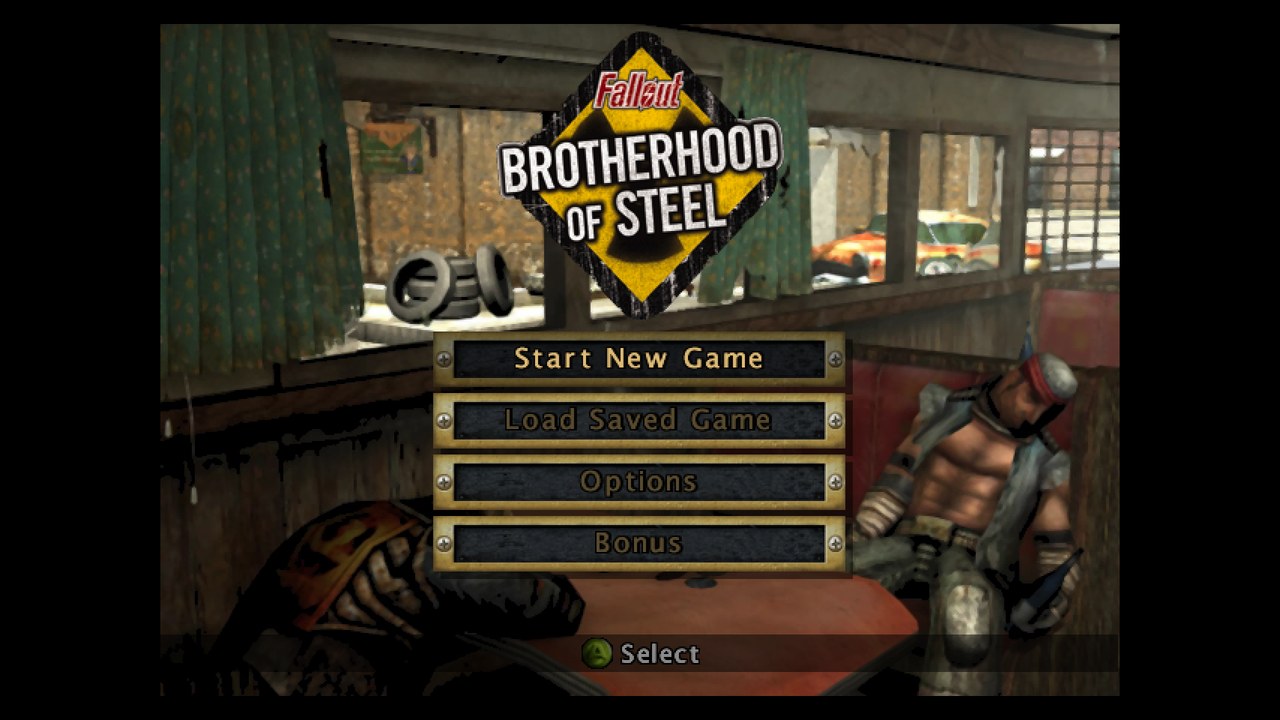 Fallout
BROTHERHOOD
OF STEEL
Start New Game
Load Saved Game
Options
Bonus
A Select